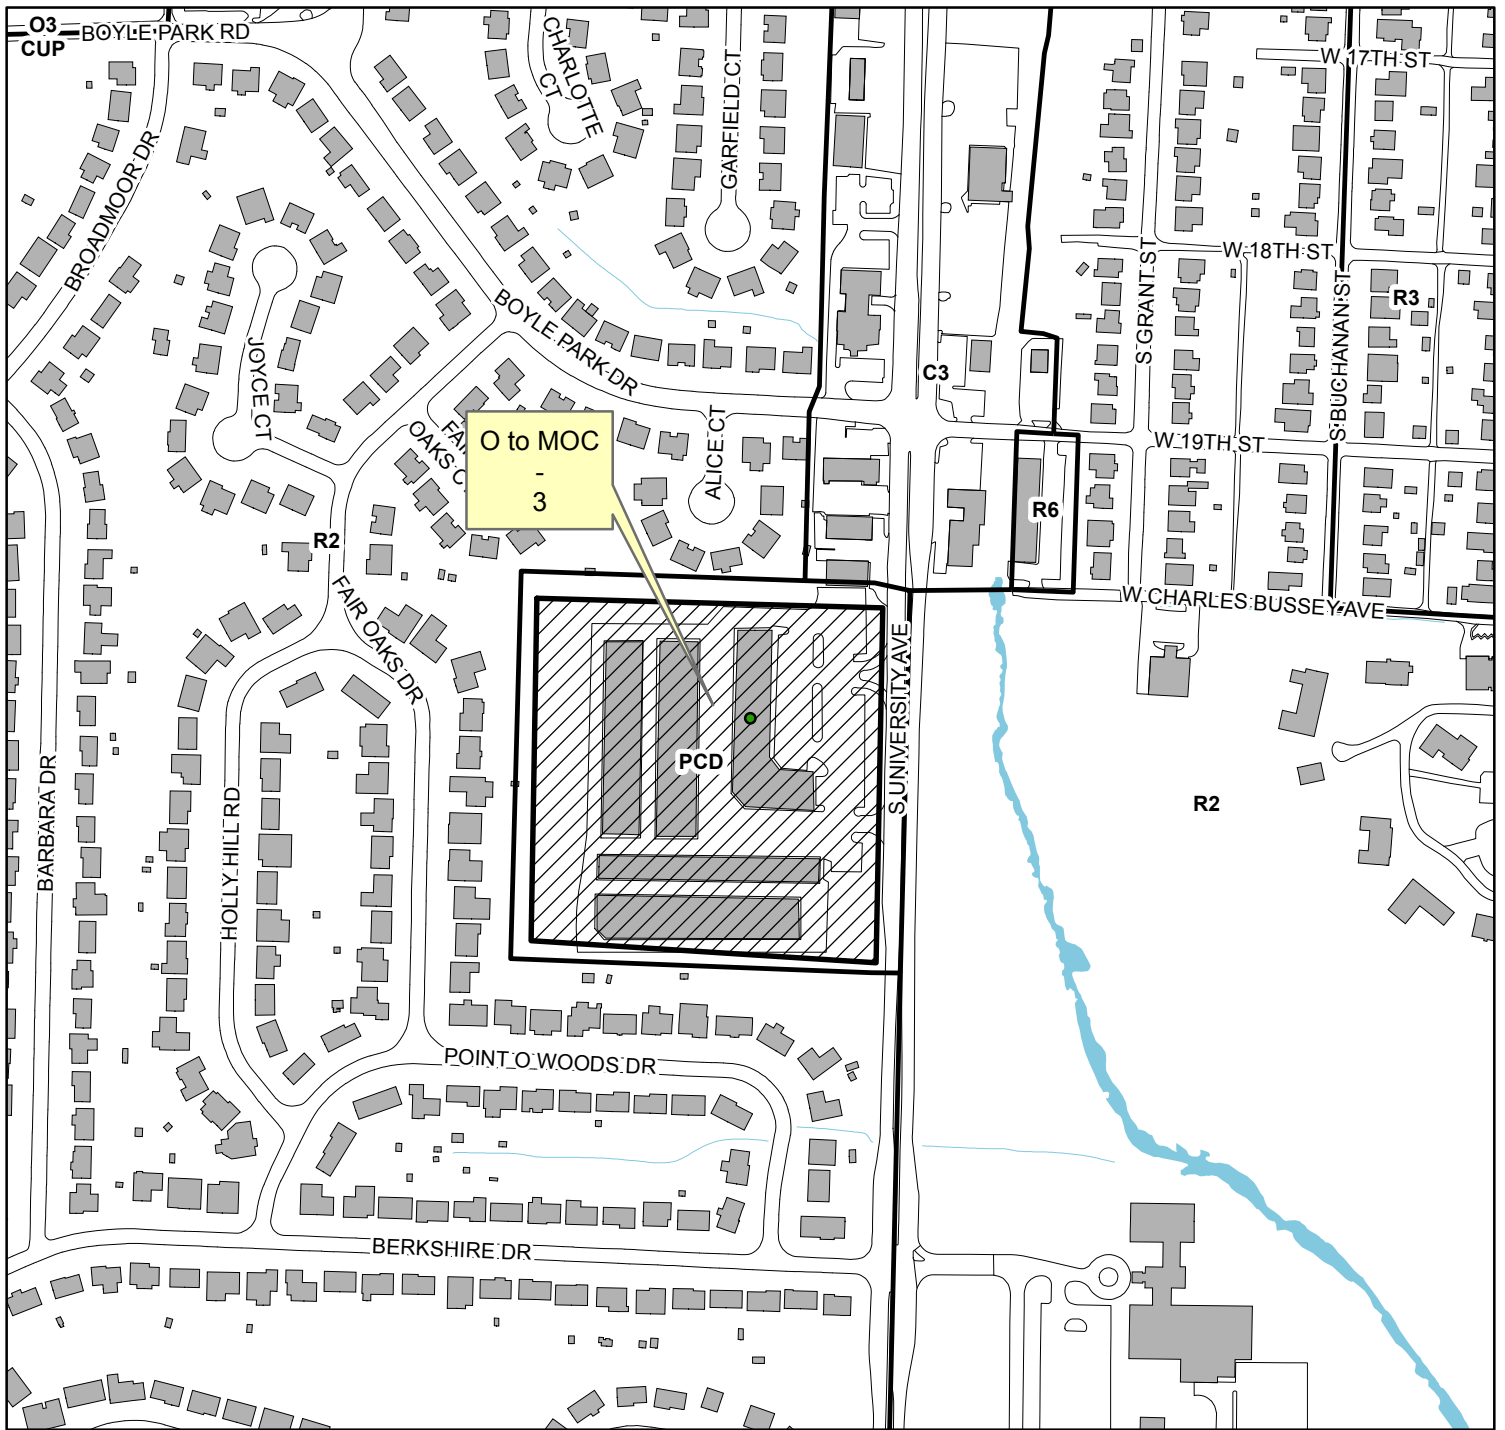 O3
CUP
BOYLE PARK RD
CHARLOTTE
CT
GARFIELD CT
W 17TH ST
BROADMOOR DR
W 18TH ST
S GRANT ST
S BUCHANAN ST
R3
BOYLE PARK DR
JOYCE CT
C3
O to MOC
-
3
FAI
OAKS C
ALICE CT
W 19TH ST
R6
R2
FAIR OAKS DR
W CHARLES BUSSEY AVE
S UNIVERSITY AVE
PCD
R2
BARBARA DR
HOLLY HILL RD
POINT O WOODS DR
BERKSHIRE DR